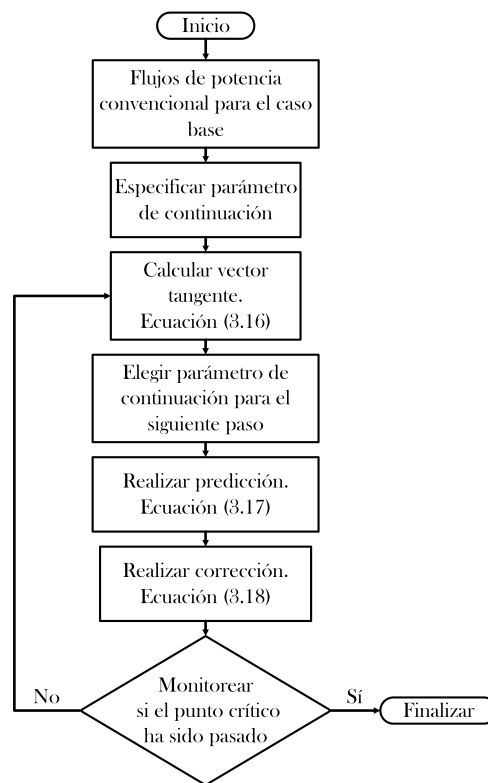 Inicio
Flujos de potencia
convencional para el caso
base
Especificar parámetro
de continuación
Calcular vector
tangente.
Ecuación (3.16)
Elegir parámetro de
continuación para el
siguiente paso
Realizar predicción.
Ecuación (3.17)
Realizar corrección.
Ecuación (3.18)
No
Monitorear
si el punto crítico
ha sido pasado
Sí
Finalizar